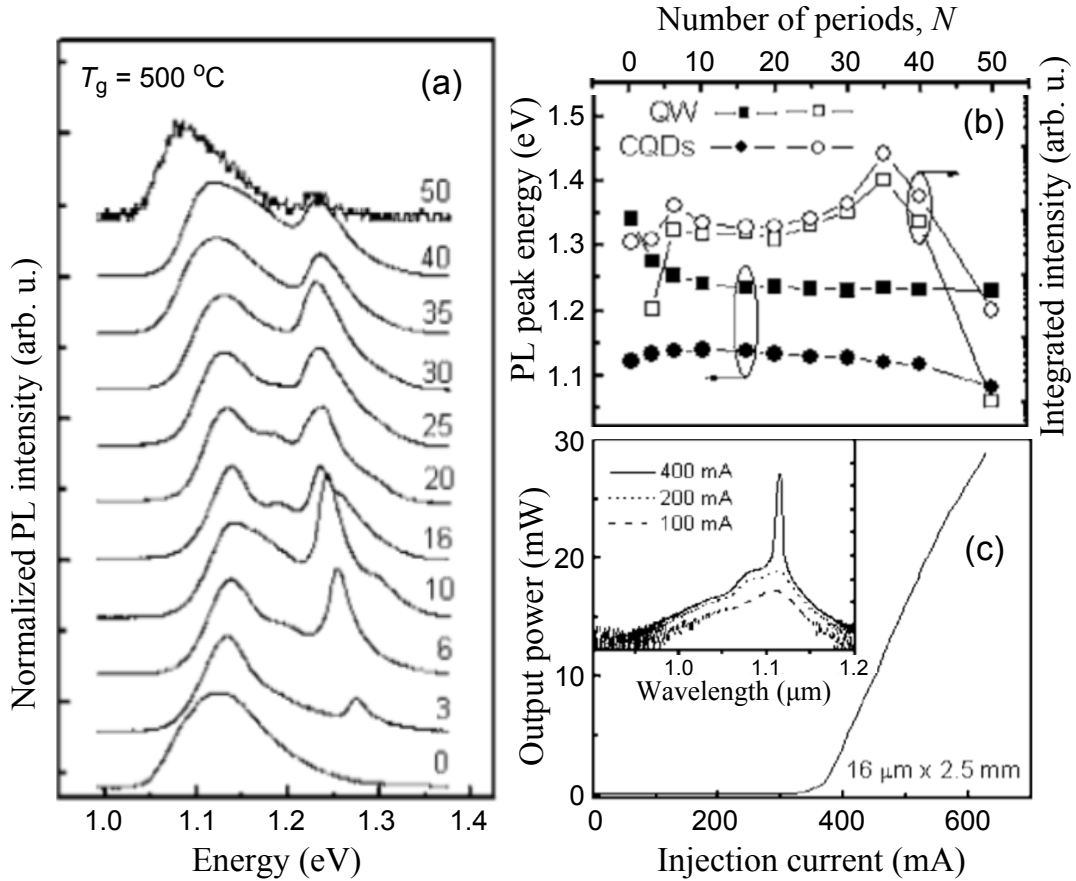 (a)
T_g = 500 °C
50
40
35
30
25
20
16
10
6
3
0
Normalized PL intensity (arb. u.)
1.0 1.1 1.2 1.3 1.4
Energy (eV)
Number of periods, N
0 10 20 30 40 50
(b)
QW
CQDs
1.5
1.4
1.3
1.2
1.1
PL peak energy (eV)
Integrated intensity (arb. u.)
(c)
30
20
10
0
Output power (mW)
400 mA
200 mA
100 mA
1.0 1.1 1.2
Wavelength (μm)
16 μm x 2.5 mm
0 200 400 600
Injection current (mA)